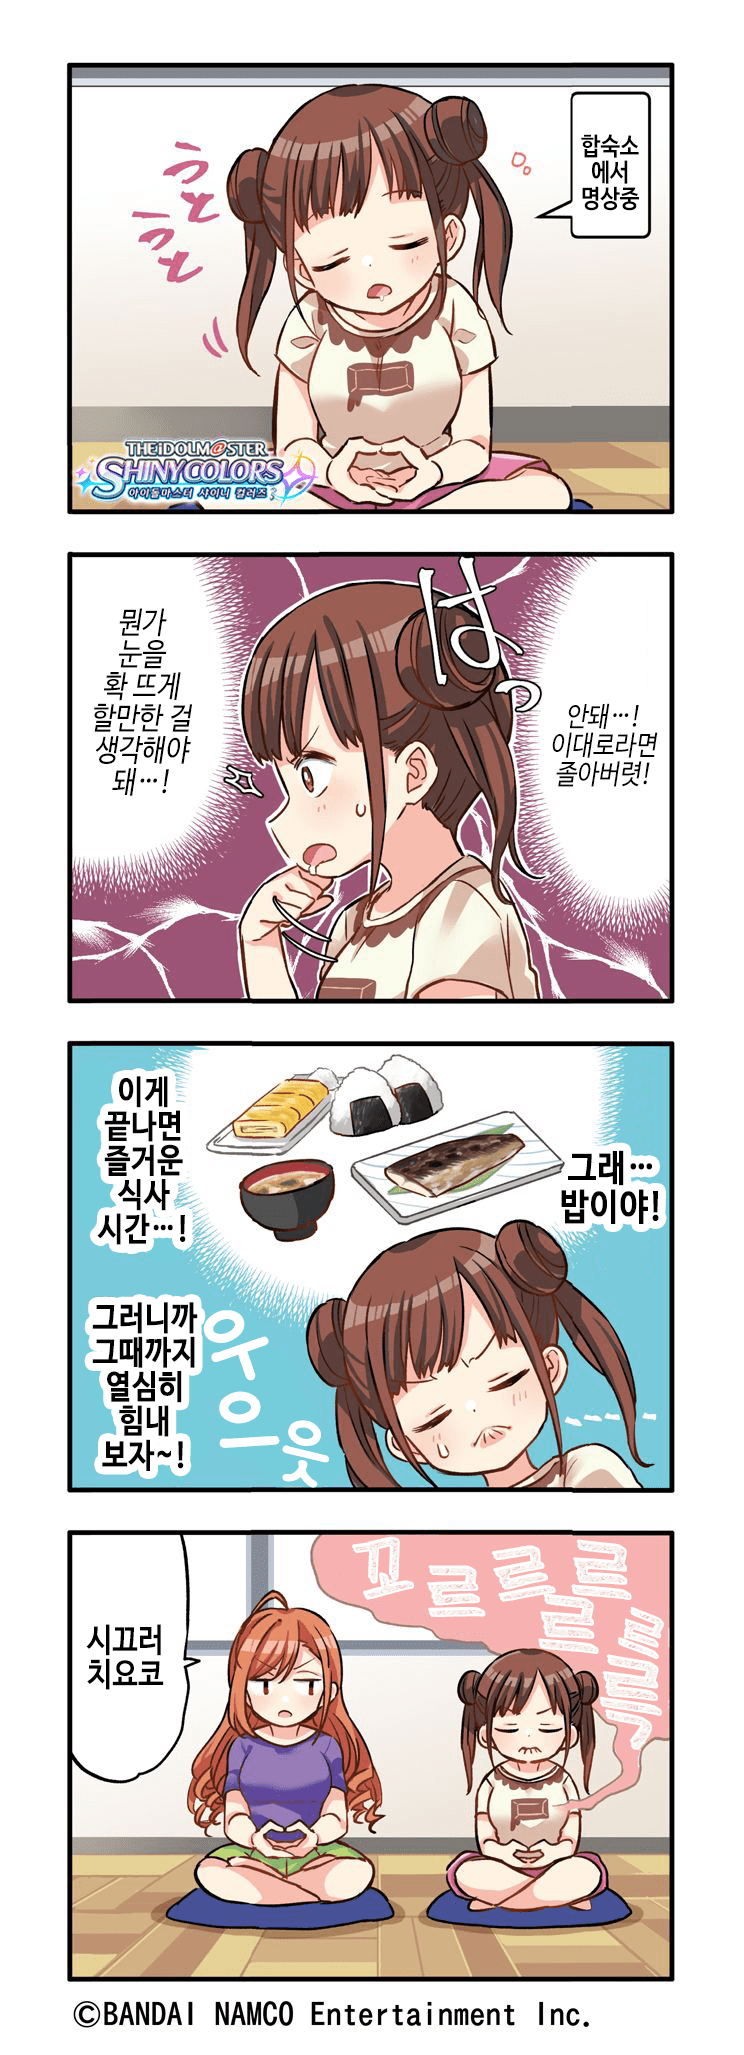 합숙소
에서
명상중
うと
うと
THE iDOLM@STER
SHINY COLORS
아이돌마스터 샤이니 컬러즈
はっ
안돼…!
이대로라면
졸아버렷!
뭔가
눈을
확 뜨게
할만한 걸
생각해야
돼…!
그래…
밥이야!
이게
끝나면
즐거운
식사
시간…!
그러니까
그때까지
열심히
힘내
보자~!
우
으
읏
꼬르르르르르륵
시끄러
치요코
©BANDAI NAMCO Entertainment Inc.